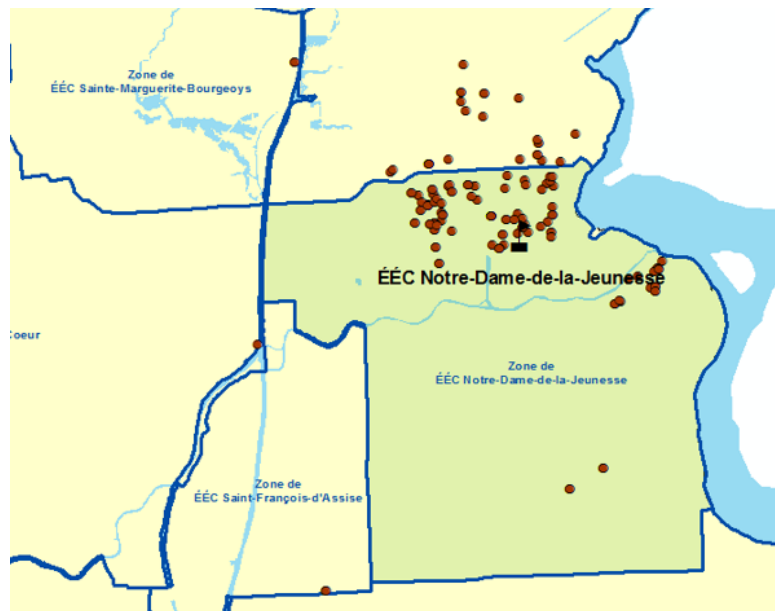 Zone de
ÉÉC Sainte-Marguerite-Bourgeoys
ÉÉC Notre-Dame-de-la-Jeunesse
Coeur
Zone de
ÉÉC Notre-Dame-de-la-Jeunesse
Zone de
ÉÉC Saint-François-d'Assise